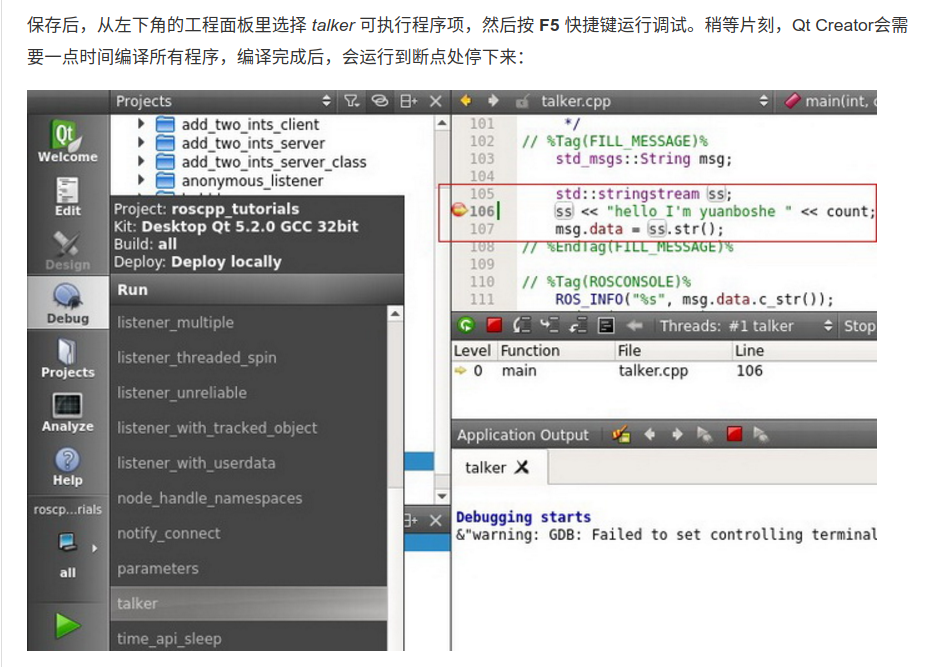 保存后，从左下角的工程面板里选择 talker 可执行程序项，然后按 F5 快捷键运行调试。稍等片刻，Qt Creator会需
要一点时间编译所有程序，编译完成后，会运行到断点处停下来：
Projects
talker.cpp
main(int, c
Welcome
Edit
Design
Debug
Projects
Analyze
Help
roscp...rials
all
add_two_ints_client
add_two_ints_server
add_two_ints_server_class
anonymous_listener
Project: roscpp_tutorials
Kit: Desktop Qt 5.2.0 GCC 32bit
Build: all
Deploy: Deploy locally
Run
listener_multiple
listener_threaded_spin
listener_unreliable
listener_with_tracked_object
listener_with_userdata
node_handle_namespaces
notify_connect
parameters
talker
time_api_sleep
101 */
102 // %Tag(FILL_MESSAGE)%
103 std_msgs::String msg;
104
105 std::stringstream ss;
106 ss << "hello I'm yuanboshe " << count;
107 msg.data = ss.str();
108 // %EndTag(FILL_MESSAGE)%
109
110 // %Tag(ROSCONSOLE)%
111 ROS_INFO("%s", msg.data.c_str());
Threads: #1 talker Stop
Level Function File Line
0 main talker.cpp 106
Application Output
talker
Debugging starts
&"warning: GDB: Failed to set controlling terminal